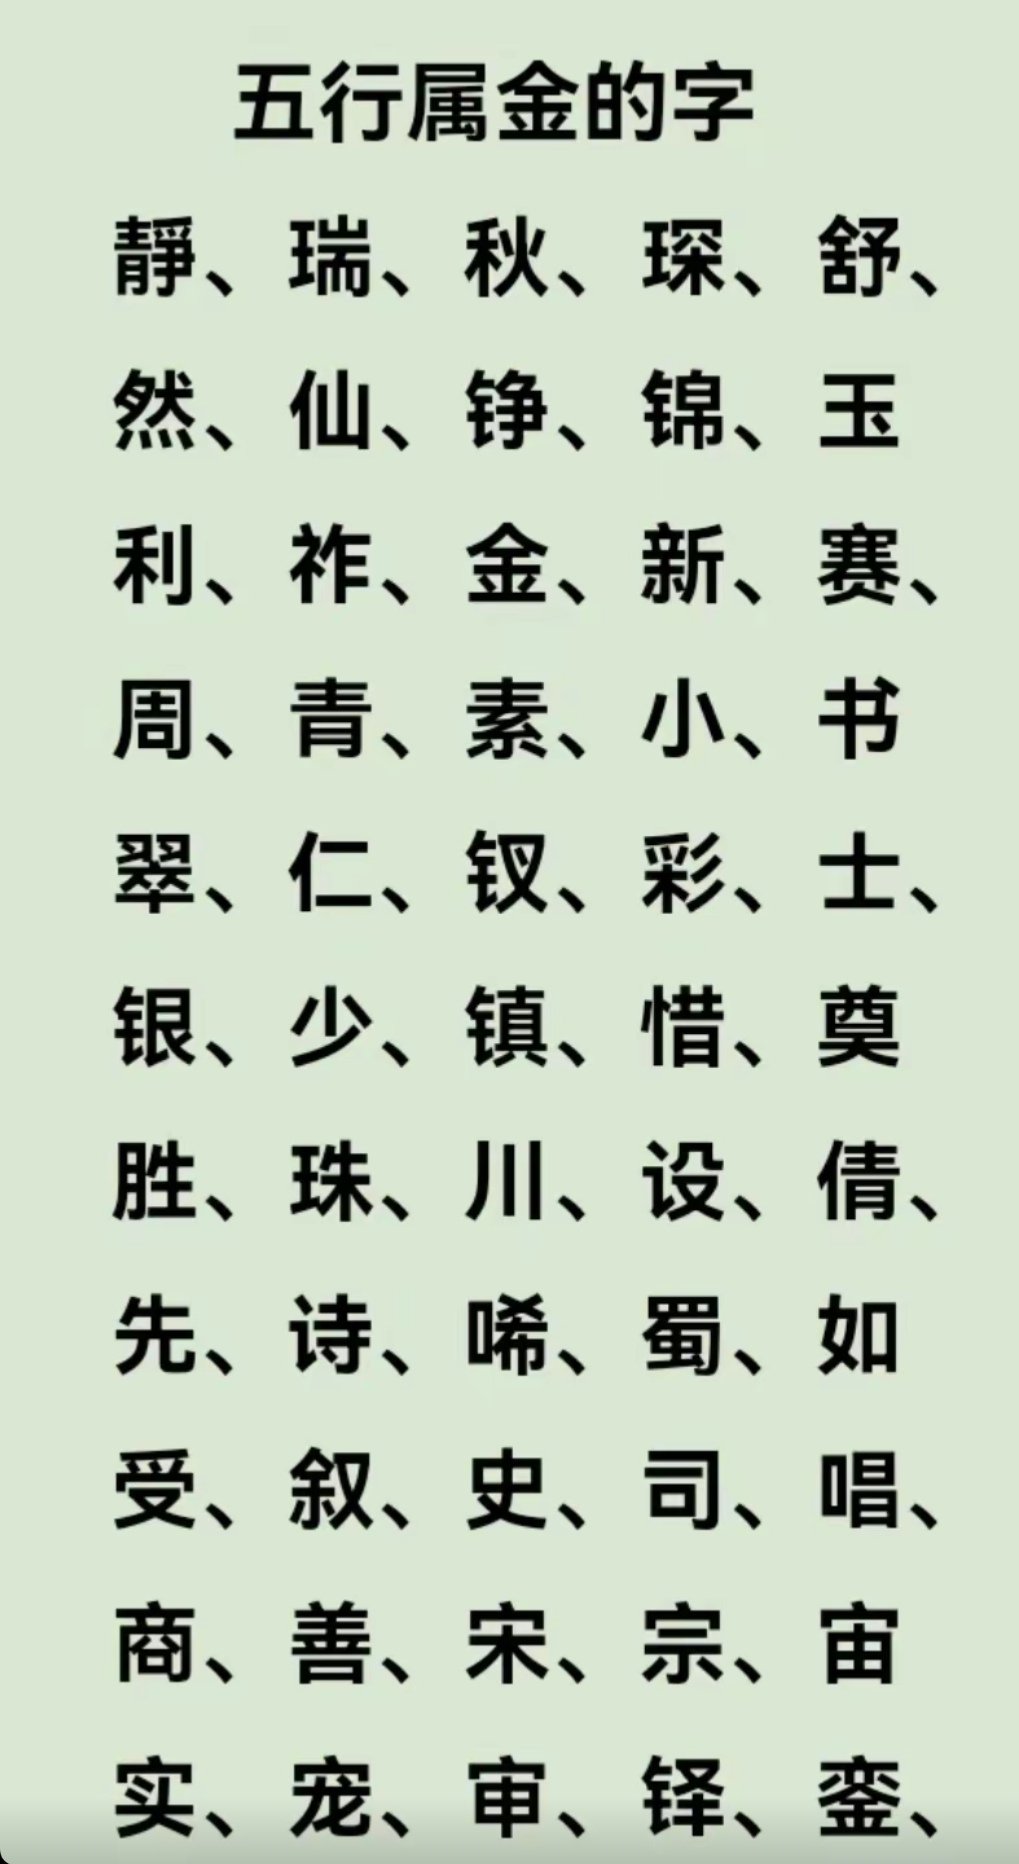 五行属金的字
靜、瑞、秋、琛、舒、
然、仙、铮、锦、玉
利、祚、金、新、赛、
周、青、素、小、书
翠、仁、钗、彩、士、
银、少、镇、惜、奠
胜、珠、川、设、倩、
先、诗、唏、蜀、如
受、叙、史、司、唱、
商、善、宋、宗、宙
实、宠、审、铎、銮、